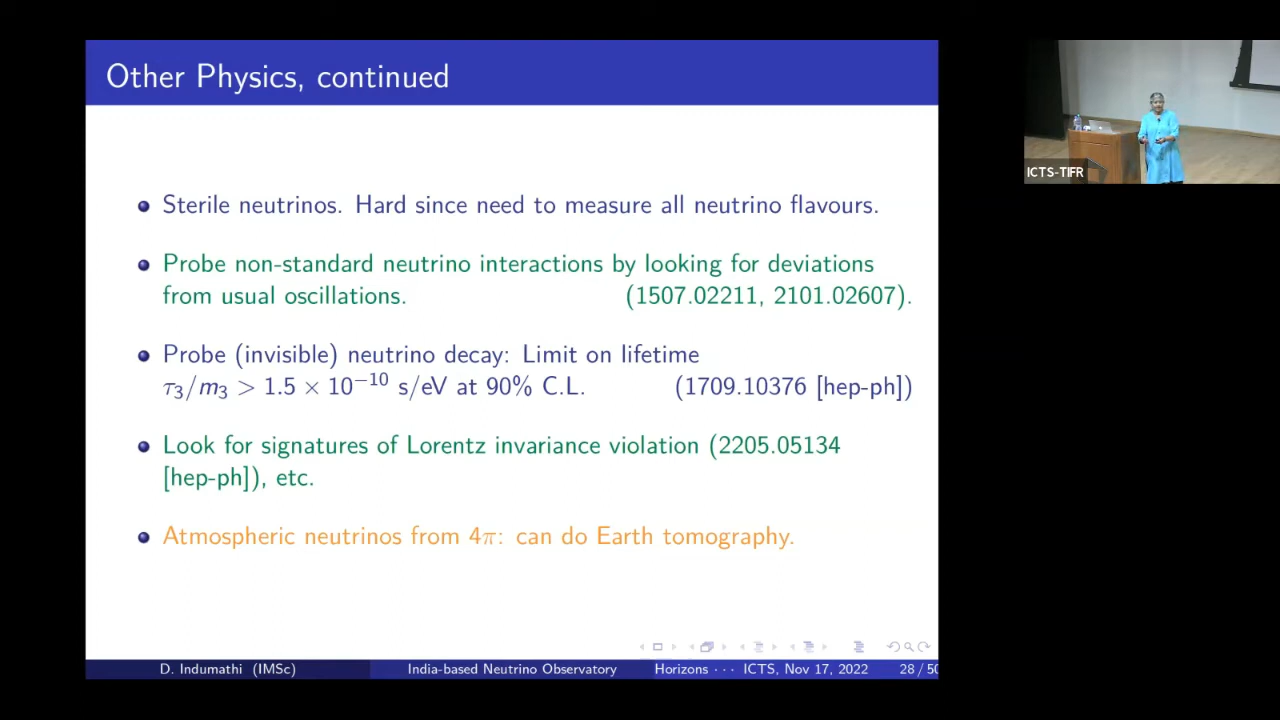 Other Physics, continued
Sterile neutrinos. Hard since need to measure all neutrino flavours.
Probe non-standard neutrino interactions by looking for deviations
from usual oscillations. (1507.02211, 2101.02607).
Probe (invisible) neutrino decay: Limit on lifetime
τ₃/m₃ > 1.5 × 10⁻¹⁰ s/eV at 90% C.L. (1709.10376 [hep-ph])
Look for signatures of Lorentz invariance violation (2205.05134
[hep-ph]), etc.
Atmospheric neutrinos from 4π: can do Earth tomography.
D. Indumathi (IMSc) India-based Neutrino Observatory Horizons · · · ICTS, Nov 17, 2022 28 / 50
ICTS-TIFR